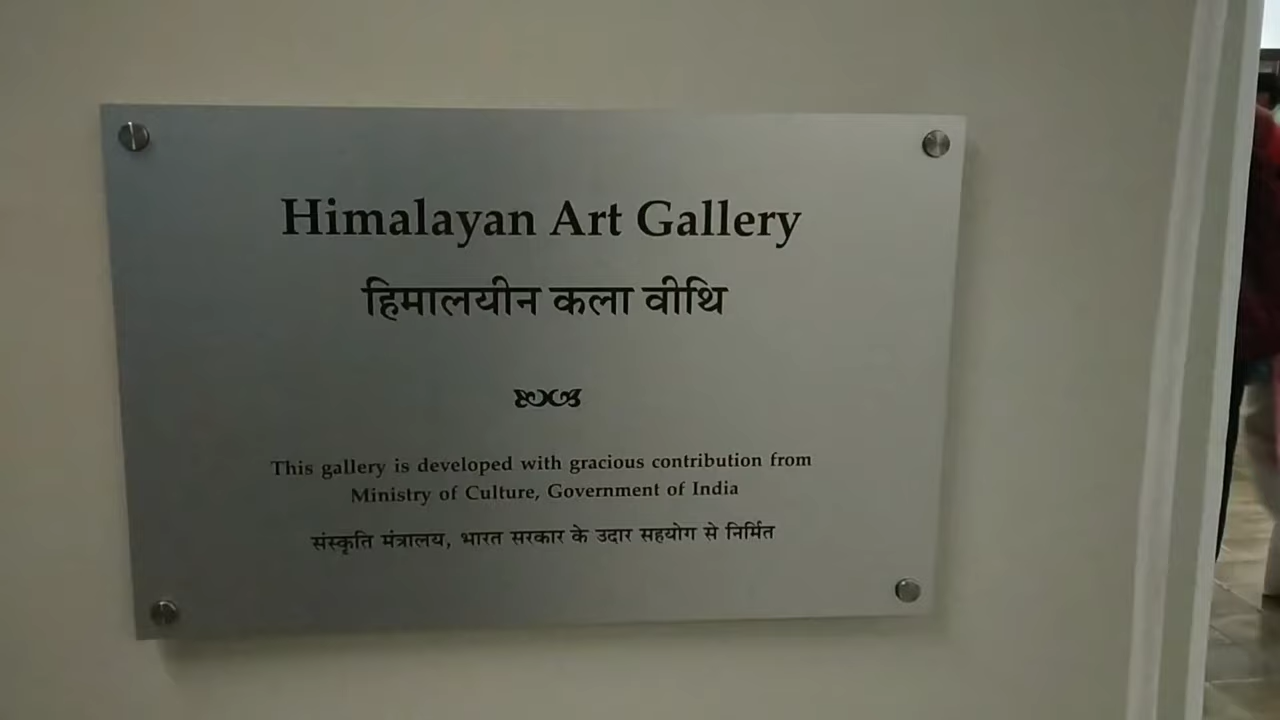 Himalayan Art Gallery
हिमालयीन कला वीथि
This gallery is developed with gracious contribution from
Ministry of Culture, Government of India
संस्कृति मंत्रालय, भारत सरकार के उदार सहयोग से निर्मित